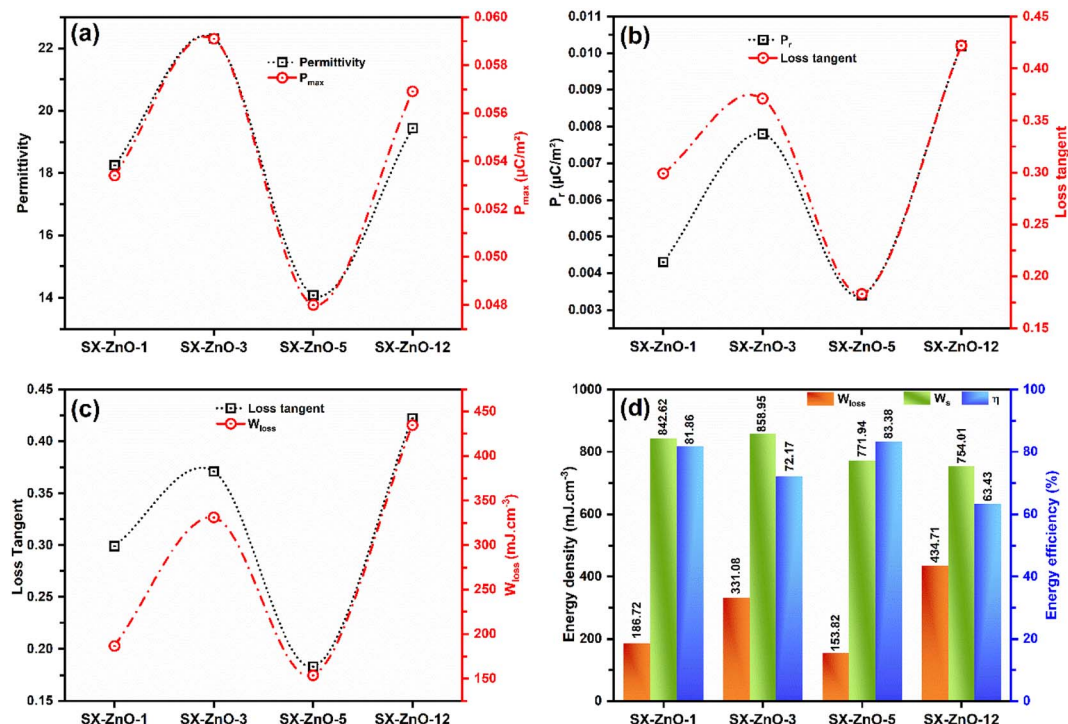 (a)
Permittivity
P_max
Permittivity
P_max (µC/m²)
22
20
18
16
14
0.060
0.058
0.056
0.054
0.052
0.050
0.048
SX-ZnO-1 SX-ZnO-3 SX-ZnO-5 SX-ZnO-12
(b)
P_r
Loss tangent
P_r (µC/m²)
Loss tangent
0.011
0.010
0.009
0.008
0.007
0.006
0.005
0.004
0.003
0.45
0.40
0.35
0.30
0.25
0.20
0.15
SX-ZnO-1 SX-ZnO-3 SX-ZnO-5 SX-ZnO-12
(c)
Loss tangent
W_loss
Loss Tangent
W_loss (mJ.cm⁻³)
0.45
0.40
0.35
0.30
0.25
0.20
0.15
450
400
350
300
250
200
150
SX-ZnO-1 SX-ZnO-3 SX-ZnO-5 SX-ZnO-12
(d)
W_loss W_s η
Energy density (mJ.cm⁻³)
Energy efficiency (%)
1000
800
600
400
200
0
100
80
60
40
20
0
186.72
842.62
81.86
331.08
858.95
72.17
153.82
771.94
83.38
434.71
754.01
63.43
SX-ZnO-1 SX-ZnO-3 SX-ZnO-5 SX-ZnO-12